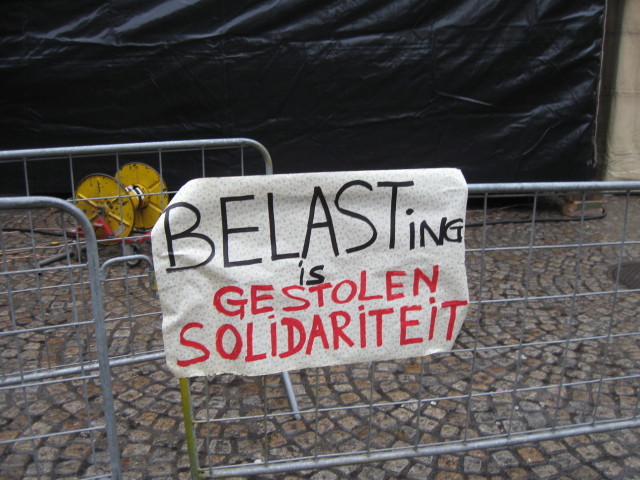 BELASTiNG
is
GESTOLEN
SOLiDARiTEiT